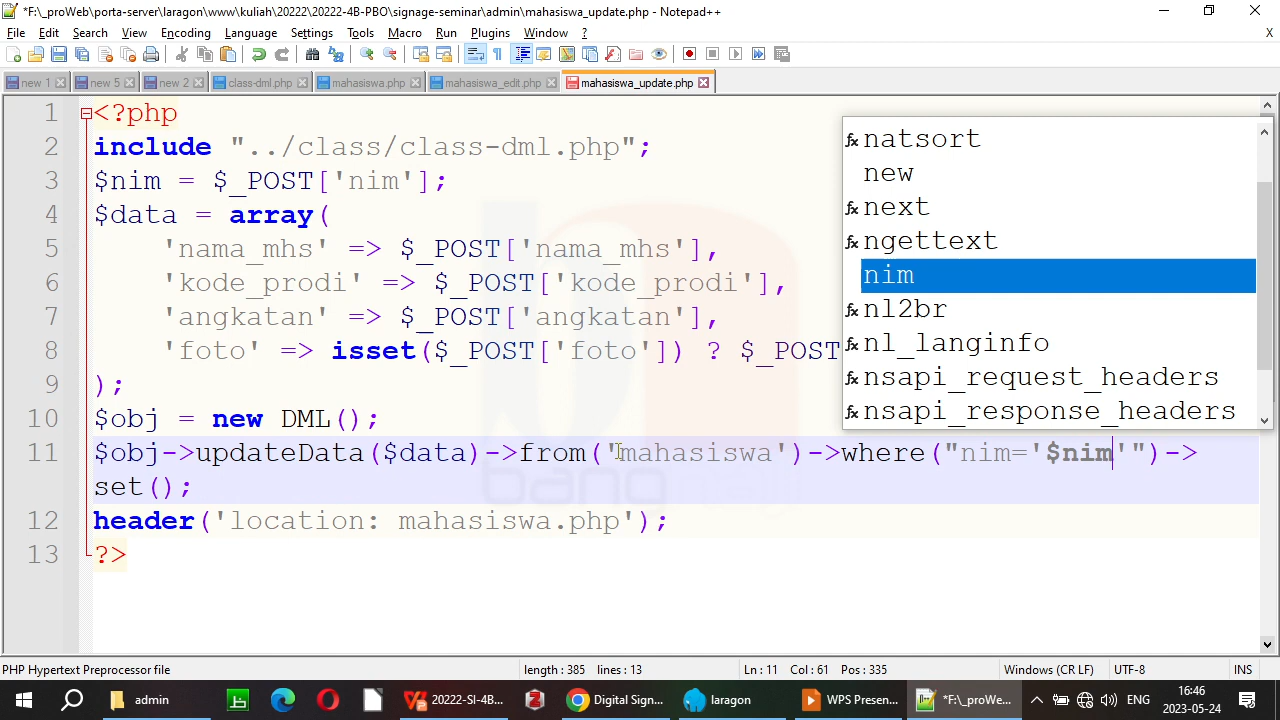 *F:\_proWeb\porta-server\laragon\www\kuliah\20222\20222-4B-PBO\signage-seminar\admin\mahasiswa_update.php - Notepad++
File Edit Search View Encoding Language Settings Tools Macro Run Plugins Window ? X
new 1 new 5 new 2 class-dml.php mahasiswa.php mahasiswa_edit.php mahasiswa_update.php
1 <?php
2 include "../class/class-dml.php";
3 $nim = $_POST['nim'];
4 $data = array(
5 'nama_mhs' => $_POST['nama_mhs'],
6 'kode_prodi' => $_POST['kode_prodi'],
7 'angkatan' => $_POST['angkatan'],
8 'foto' => isset($_POST['foto']) ? $_POST
9 );
10 $obj = new DML();
11 $obj->updateData($data)->from('mahasiswa')->where("nim='$nim'")->
set();
12 header('location: mahasiswa.php');
13 ?>
natsort
new
next
ngettext
nim
nl2br
nl_langinfo
nsapi_request_headers
nsapi_response_headers
PHP Hypertext Preprocessor file length : 385 lines : 13 Ln : 11 Col : 61 Pos : 335 Windows (CR LF) UTF-8 INS
admin 20222-SI-4B... Digital Sign... laragon WPS Presen... *F:\_proWe... ENG 16:46
2023-05-24